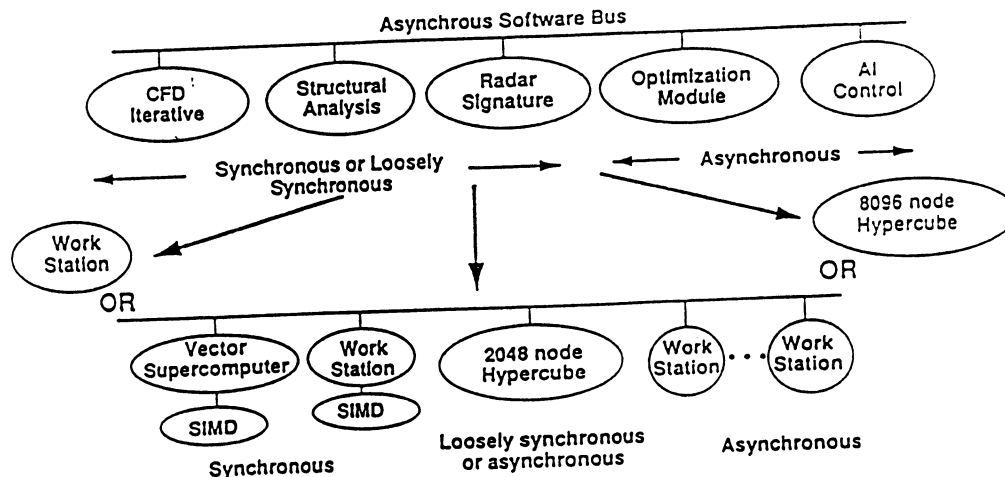 Asynchrous Software Bus
CFD
Iterative
Structural
Analysis
Radar
Signature
Optimization
Module
AI
Control
Synchronous or Loosely
Synchronous
Asynchronous
8096 node
Hypercube
Work
Station
OR
OR
Vector
Supercomputer
SIMD
Work
Station
SIMD
2048 node
Hypercube
Work
Station
...
Work
Station
Synchronous
Loosely synchronous
or asynchronous
Asynchronous